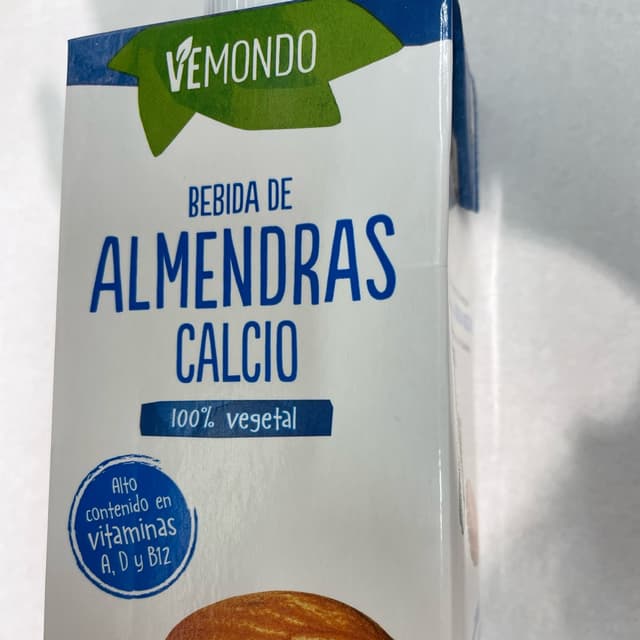 VEMONDO
BEBIDA DE
ALMENDRAS
CALCIO
100% vegetal
Alto
contenido en
vitaminas
A, D y B12